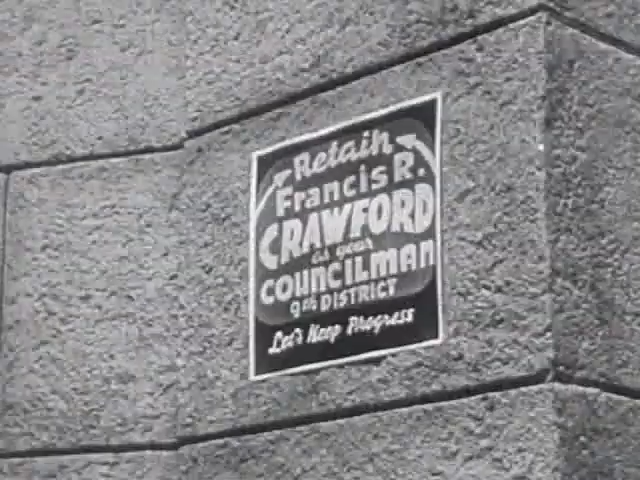 Retain
Francis R.
CRAWFORD
as your
COUNCILMAN
9th DISTRICT
Let's Keep Progress